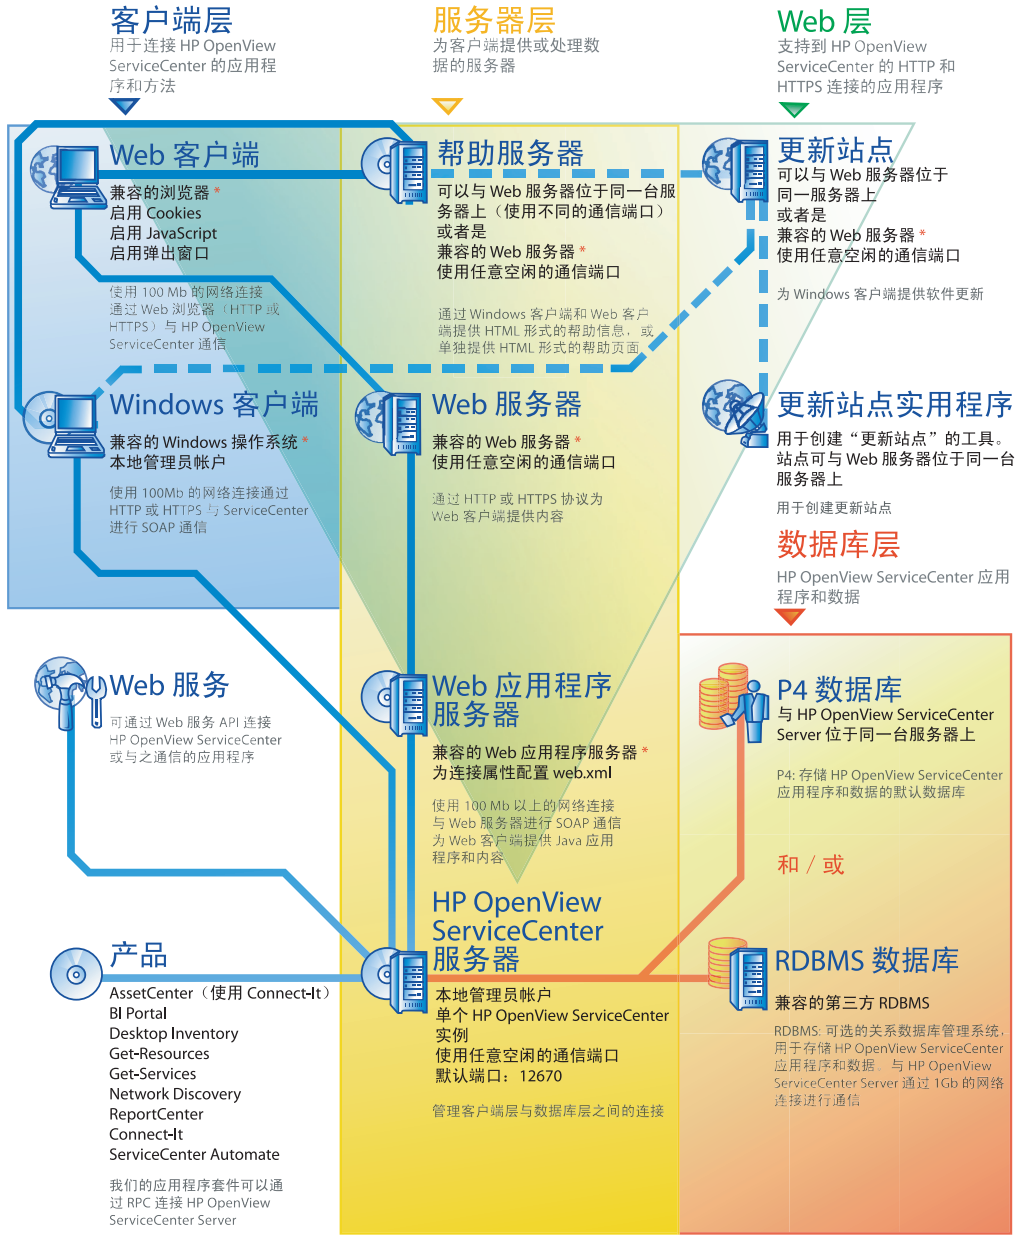 客户端层
用于连接 HP OpenView
ServiceCenter 的应用程
序和方法
服务器层
为客户端提供或处理数
据的服务器
Web 层
支持到 HP OpenView
ServiceCenter 的 HTTP 和
HTTPS 连接的应用程序
Web 客户端
兼容的浏览器 *
启用 Cookies
启用 JavaScript
启用弹出窗口
使用 100 Mb 的网络连接
通过 Web 浏览器（HTTP 或
HTTPS）与 HP OpenView
ServiceCenter 通信
帮助服务器
可以与 Web 服务器位于同一台服
务器上（使用不同的通信端口）
或者是
兼容的 Web 服务器 *
使用任意空闲的通信端口
通过 Windows 客户端和 Web 客户
端提供 HTML 形式的帮助信息，或
单独提供 HTML 形式的帮助页面
更新站点
可以与 Web 服务器位于
同一服务器上
或者是
兼容的 Web 服务器 *
使用任意空闲的通信端口
为 Windows 客户端提供软件更新
Windows 客户端
兼容的 Windows 操作系统 *
本地管理员帐户
使用 100Mb 的网络连接通过
HTTP 或 HTTPS 与 ServiceCenter
进行 SOAP 通信
Web 服务器
兼容的 Web 服务器 *
使用任意空闲的通信端口
通过 HTTP 或 HTTPS 协议为
Web 客户端提供内容
更新站点实用程序
用于创建“更新站点”的工具。
站点可与 Web 服务器位于同一台
服务器上
用于创建更新站点
数据库层
HP OpenView ServiceCenter 应用
程序和数据
Web 服务
可通过 Web 服务 API 连接
HP OpenView ServiceCenter
或与之通信的应用程序
Web 应用程序
服务器
兼容的 Web 应用程序服务器 *
为连接属性配置 web.xml
使用 100 Mb 以上的网络连接
与 Web 服务器进行 SOAP 通信
为 Web 客户端提供 Java 应用
程序和内容
P4 数据库
与 HP OpenView ServiceCenter
Server 位于同一台服务器上
P4: 存储 HP OpenView ServiceCenter
应用程序和数据的默认数据库
和 / 或
产品
AssetCenter（使用 Connect-It）
BI Portal
Desktop Inventory
Get-Resources
Get-Services
Network Discovery
ReportCenter
Connect-It
ServiceCenter Automate
我们的应用程序套件可以通
过 RPC 连接 HP OpenView
ServiceCenter Server
HP OpenView
ServiceCenter
服务器
本地管理员帐户
单个 HP OpenView ServiceCenter
实例
使用任意空闲的通信端口
默认端口：12670
管理客户端层与数据库层之间的连接
RDBMS 数据库
兼容的第三方 RDBMS
RDBMS: 可选的关系数据库管理系统，
用于存储 HP OpenView ServiceCenter
应用程序和数据。与 HP OpenView
ServiceCenter Server 通过 1Gb 的网络
连接进行通信